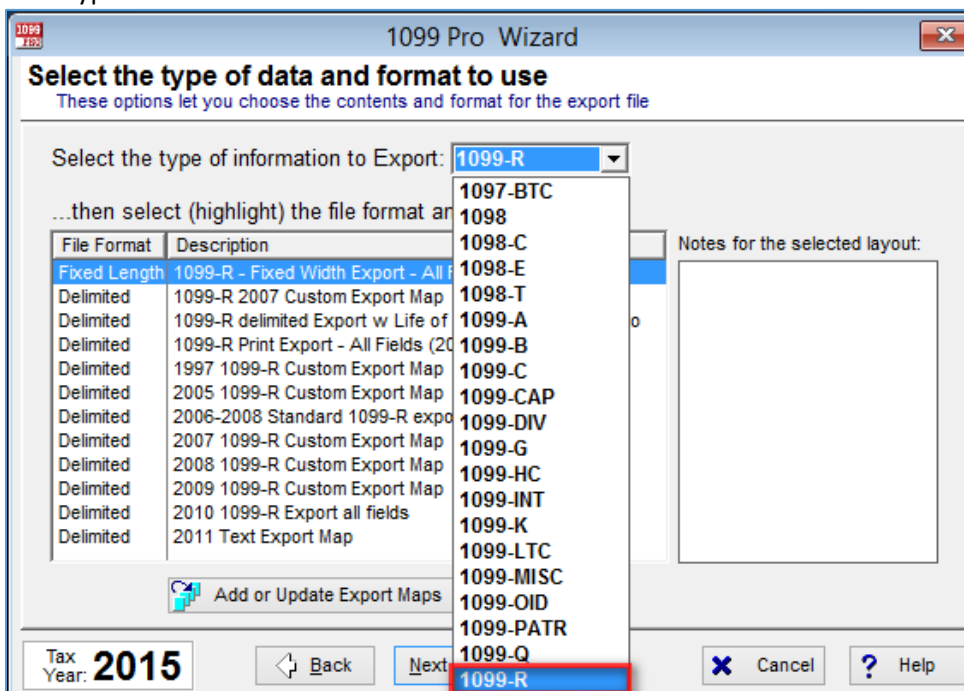 1099 Pro Wizard
Select the type of data and format to use
These options let you choose the contents and format for the export file
Select the type of information to Export: 1099-R
1097-BTC
1098
1098-C
1098-E
1098-T
1099-A
1099-B
1099-C
1099-CAP
1099-DIV
1099-G
1099-HC
1099-INT
1099-K
1099-LTC
1099-MISC
1099-OID
1099-PATR
1099-Q
1099-R
...then select (highlight) the file format an
File Format Description
Fixed Length 1099-R - Fixed Width Export - All F
Delimited 1099-R 2007 Custom Export Map
Delimited 1099-R delimited Export w Life of o
Delimited 1099-R Print Export - All Fields (20
Delimited 1997 1099-R Custom Export Map
Delimited 2005 1099-R Custom Export Map
Delimited 2006-2008 Standard 1099-R expo
Delimited 2007 1099-R Custom Export Map
Delimited 2008 1099-R Custom Export Map
Delimited 2009 1099-R Custom Export Map
Delimited 2010 1099-R Export all fields
Delimited 2011 Text Export Map
Notes for the selected layout:
Add or Update Export Maps
Tax Year: 2015
Back
Next
Cancel
? Help